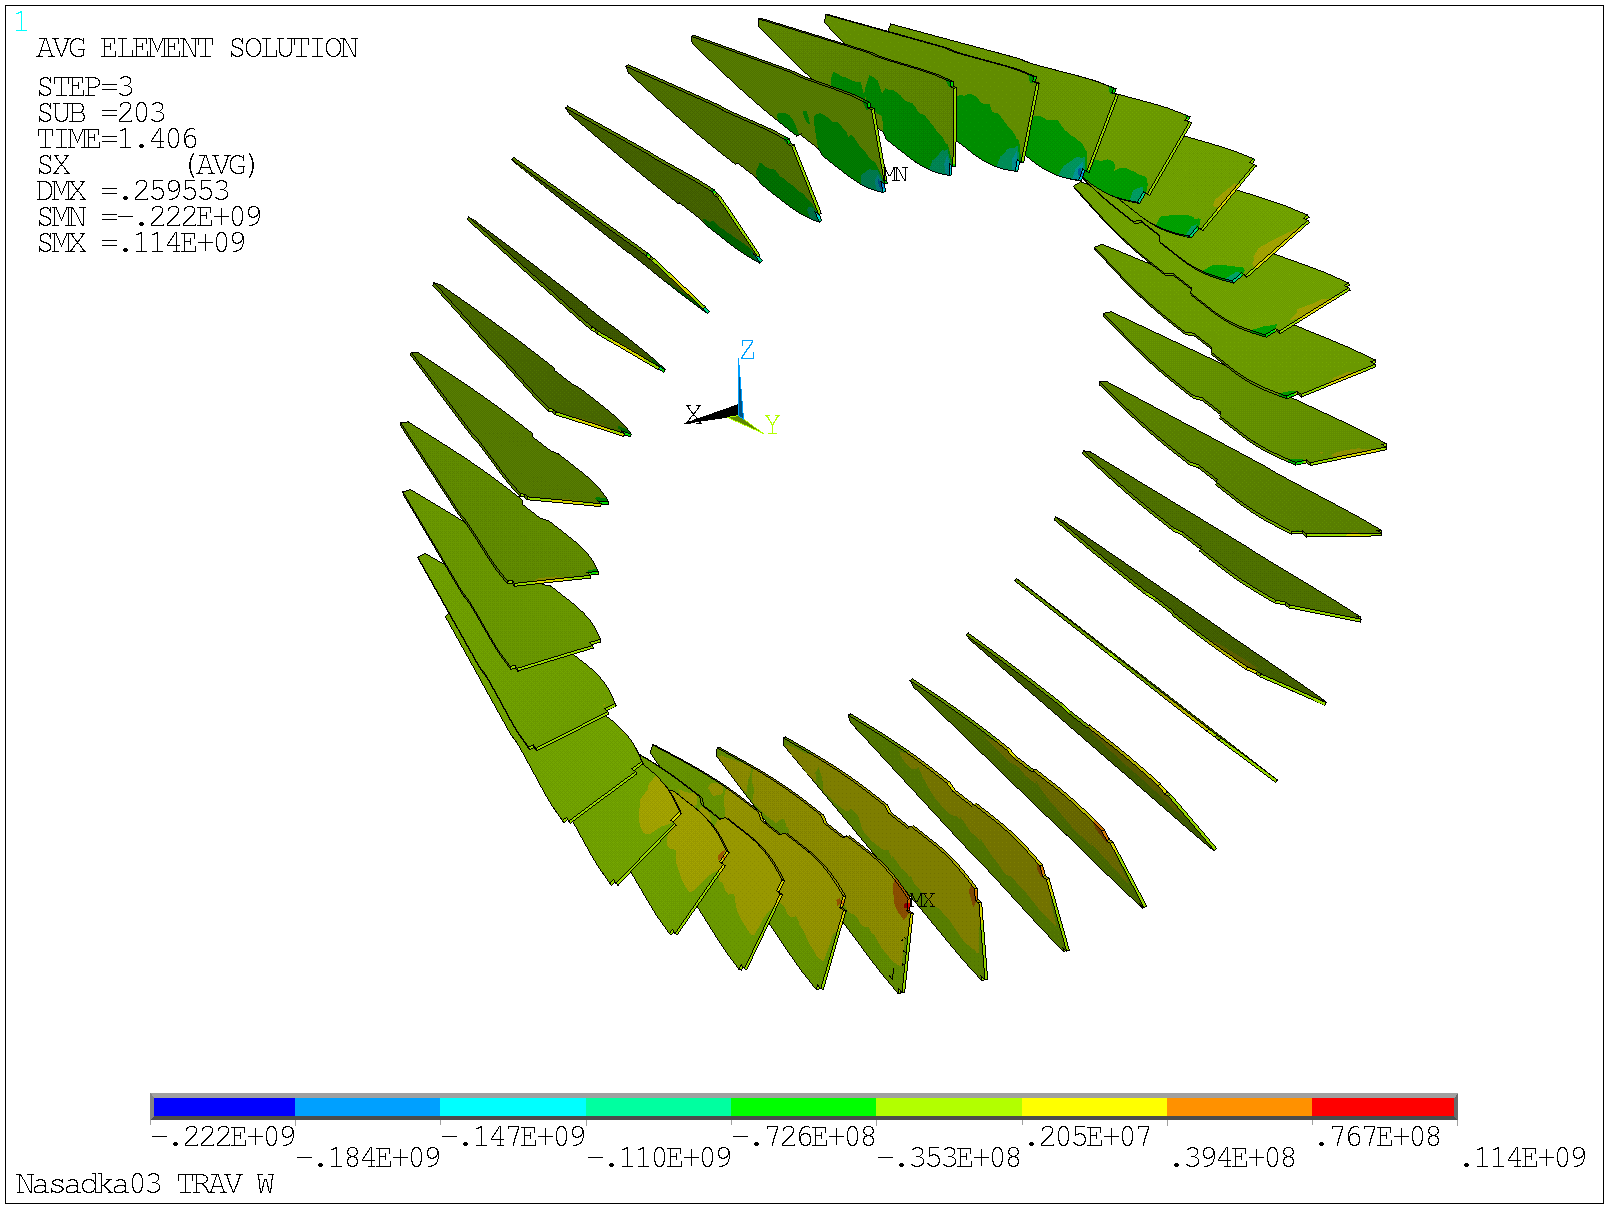 1
AVG ELEMENT SOLUTION
STEP=3
SUB =203
TIME=1.406
SX (AVG)
DMX =.259553
SMN =-.222E+09
SMX =.114E+09
MN
Z
X
Y
MX
-.222E+09 -.147E+09 -.726E+08 .205E+07 .767E+08
-.184E+09 -.110E+09 -.353E+08 .394E+08 .114E+09
Nasadka03 TRAV W